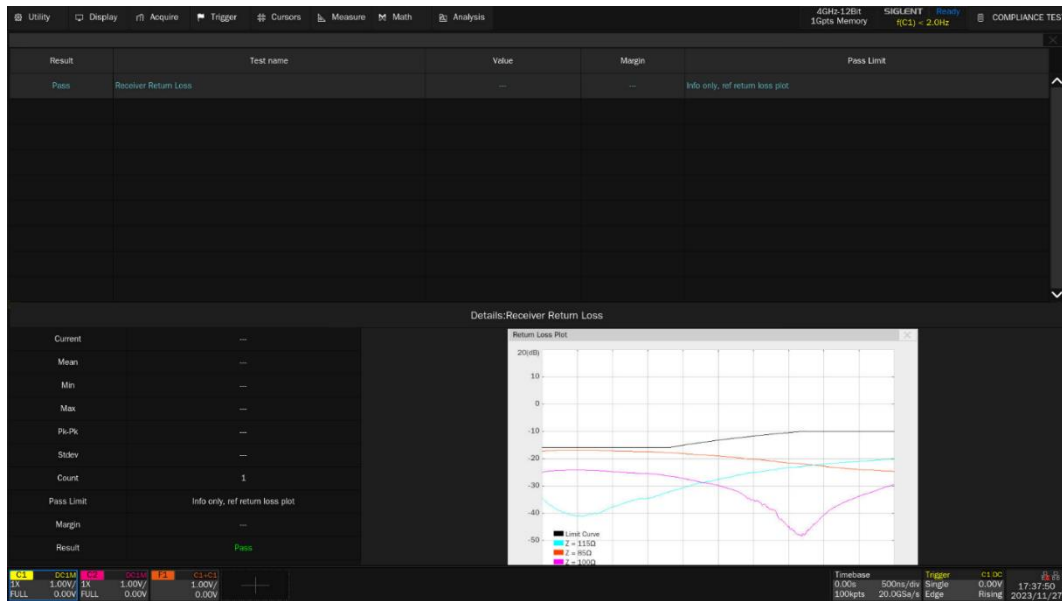 Utility Display Acquire Trigger Cursors Measure Math Analysis 4GHz-12Bit SIGLENT Ready COMPLIANCE TES
1Gpts Memory f(C1) < 2.0Hz
Result Test name Value Margin Pass Limit
Pass Receiver Return Loss --- --- Info only, ref return loss plot
Details:Receiver Return Loss
Current ---
Mean ---
Min ---
Max ---
Pk-Pk ---
Stdev ---
Count 1
Pass Limit Info only, ref return loss plot
Margin ---
Result Pass
Return Loss Plot
20(dB)
10
0
-10
-20
-30
-40
-50
Limit Curve
Z = 115Ω
Z = 85Ω
Z = 100Ω
C1 DC1M C2 DC1M F1 C1+C1 Timebase Trigger C1 DC
1X 1.00V/ 1X 1.00V/ 1.00V/ 0.00s 500ns/div Single 0.00V 17:37:50
FULL 0.00V FULL 0.00V 0.00V 100kpts 20.0GSa/s Edge Rising 2023/11/27